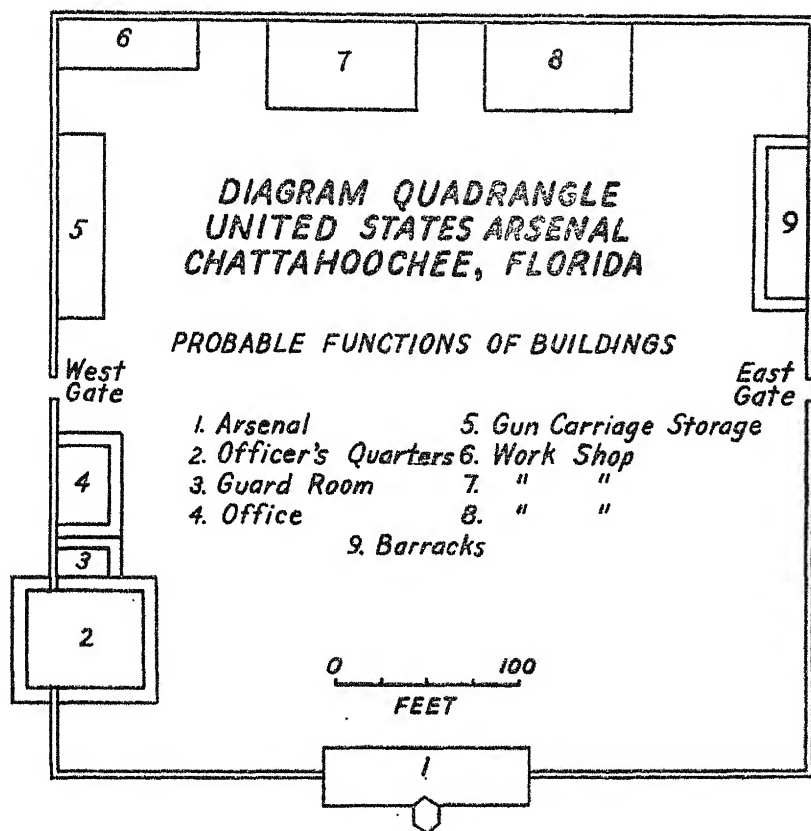 6
7
8
DIAGRAM QUADRANGLE
UNITED STATES ARSENAL
CHATTAHOOCHEE, FLORIDA
5
9
PROBABLE FUNCTIONS OF BUILDINGS
West
Gate
East
Gate
1. Arsenal 5. Gun Carriage Storage
2. Officer's Quarters 6. Work Shop
3. Guard Room 7. " "
4. Office 8. " "
9. Barracks
4
3
2
0 100
FEET
1